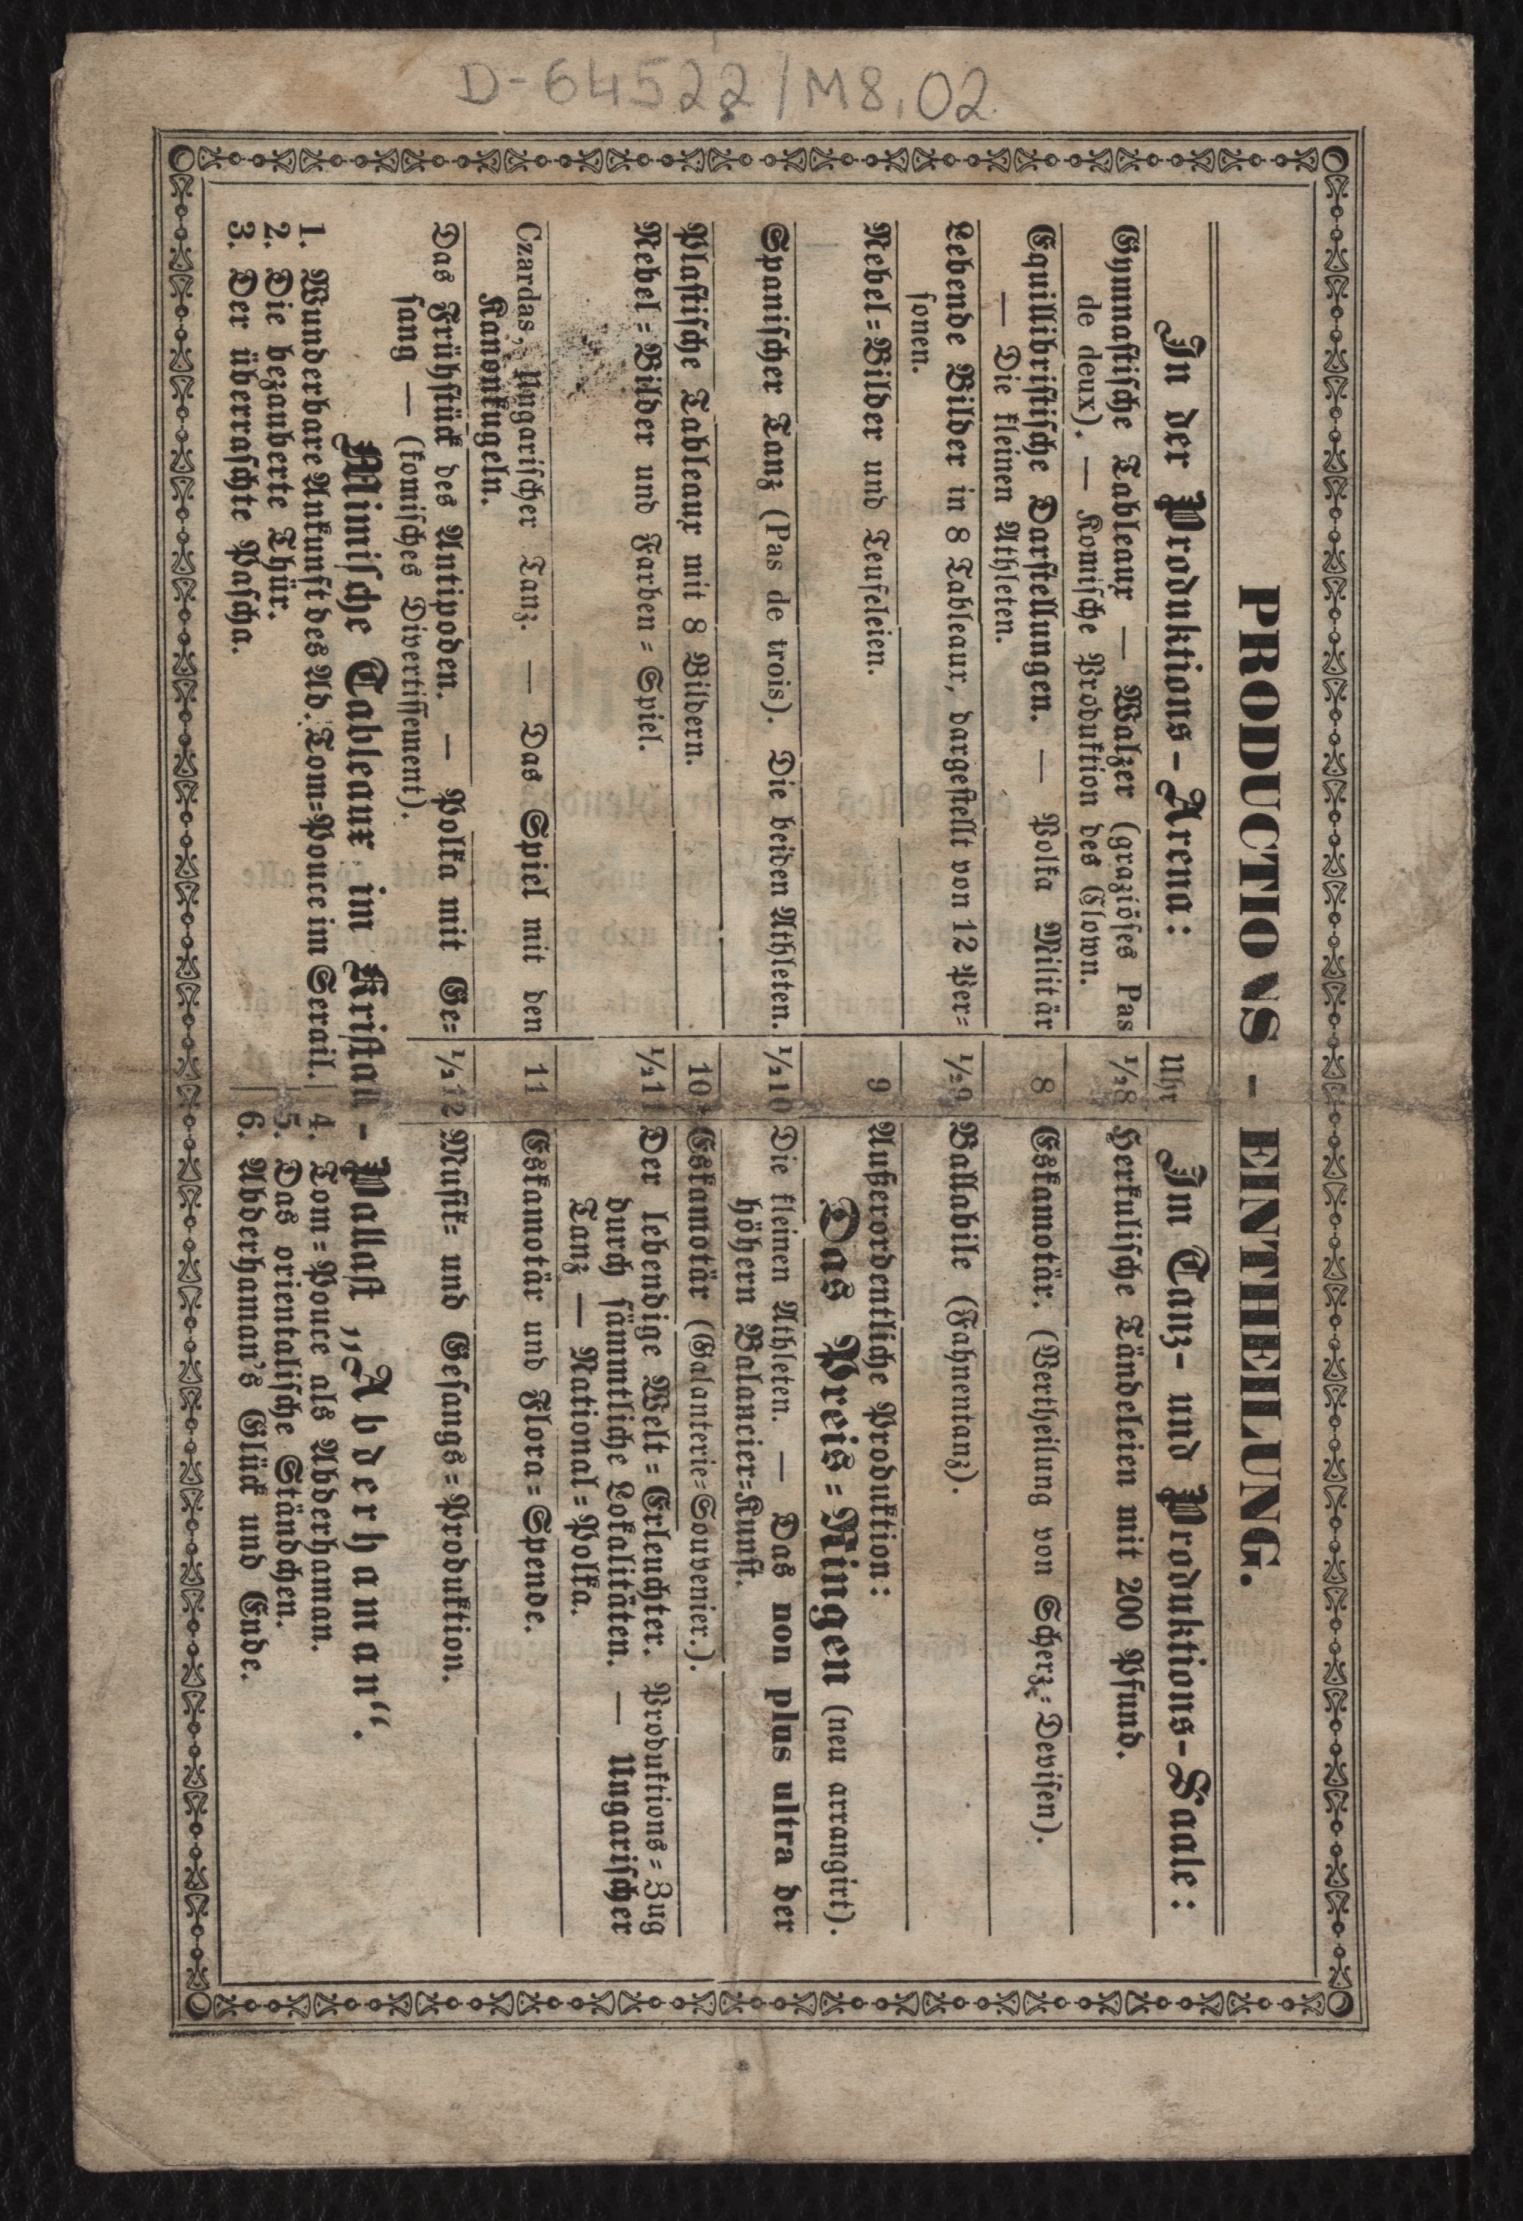 D-64522/M8,02
PRODUCTIONS - EINTHEILUNG.
In der Produktions-Arena:
Uhr
Im Tanz- und Produktions-Saale:
Gymnastische Tableaux — Walzer (graziöses Pas
de deux). — Komische Produktion des Clown.
½8
Herkulische Tändeleien mit 200 Pfund.
Equilibristische Darstellungen. — Polka Militär
— Die kleinen Athleten.
8
Eskamotär. (Vertheilung von Scherz=Devisen).
Lebende Bilder in 8 Tableaux, dargestellt von 12 Per=
sonen.
½9
Ballabile (Fahnentanz).
Nebel=Bilder und Teufeleien.
9
Außerordentliche Produktion:
Das Preis=Ringen (neu arrangirt).
Spanischer Tanz (Pas de trois). Die beiden Athleten.
½10
Die kleinen Athleten. — Das non plus ultra der
höhern Balancier=Kunst.
Plastische Tableaux mit 8 Bildern.
10
Eskamotär (Galanterie=Souvenier.).
Nebel=Bilder und Farben=Spiel.
½11
Der lebendige Welt=Erleuchter. Produktions=Zug
durch sämmtliche Lokalitäten. — Ungarischer
Tanz — National=Polka.
Czardas, Ungarischer Tanz. — Das Spiel mit den
Kanonkugeln.
11
Eskamotär und Flora=Spende.
Das Frühstück des Antipoden. — Polka mit Ge=
sang — (komisches Divertissement).
½12
Musik= und Gesangs=Produktion.
Mimische Tableaux im Kristall-Pallast „Abderhaman“.
1. Wunderbare Ankunft des Ad. Tom=Pouce im Serail.
2. Die bezauberte Thür.
3. Der überraschte Pascha.
4. Tom=Pouce als Abderhaman.
5. Das orientalische Ständchen.
6. Abderhaman's Glück und Ende.